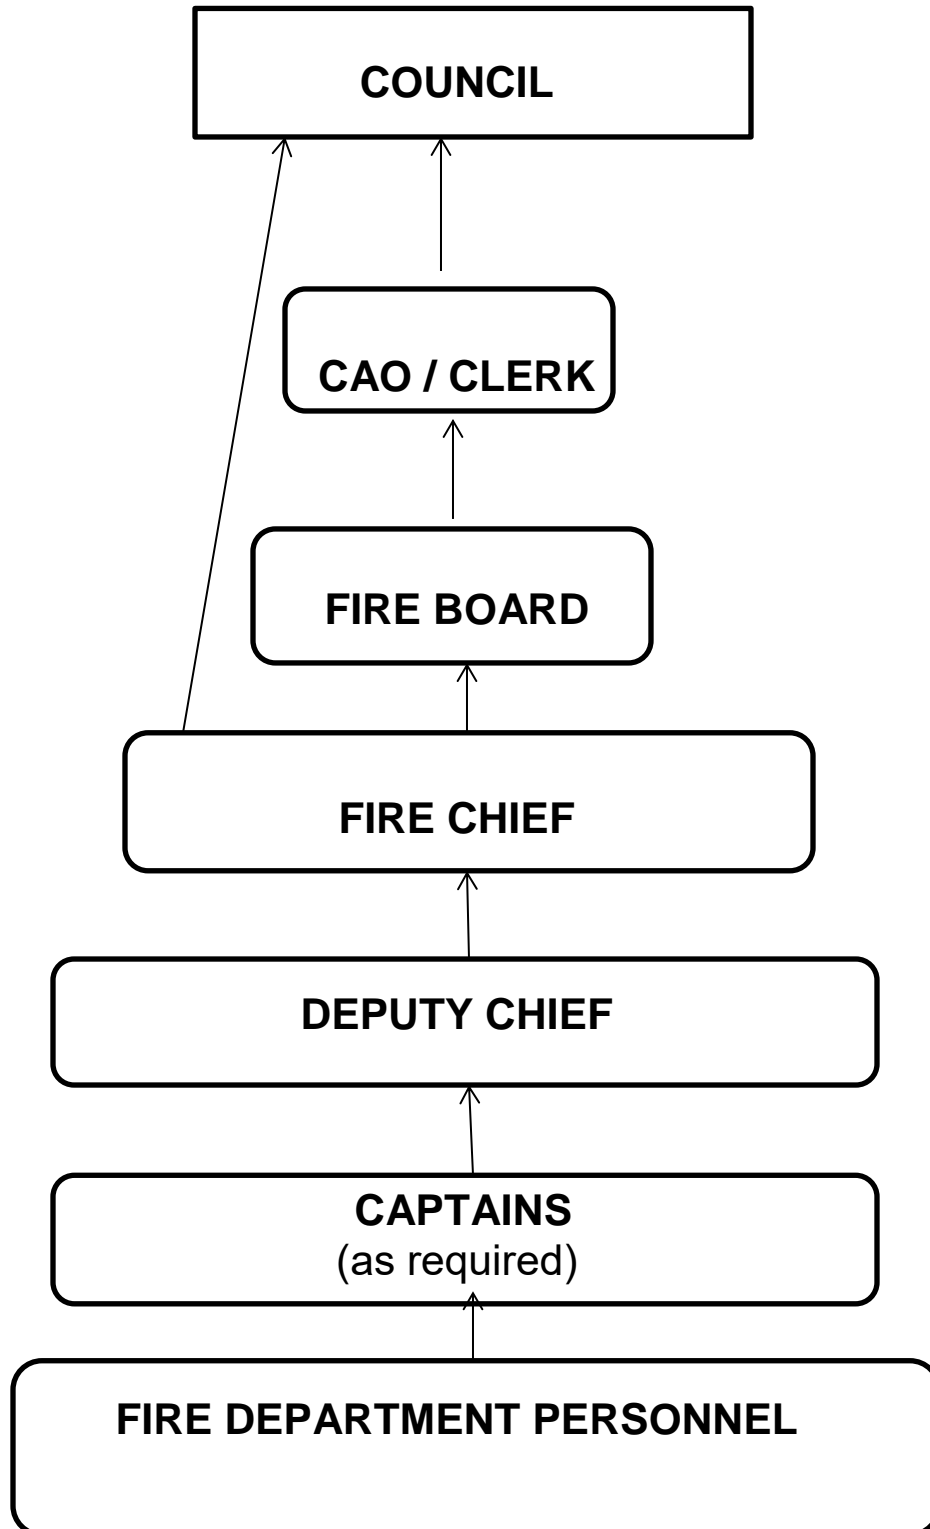 COUNCIL
CAO / CLERK
FIRE BOARD
FIRE CHIEF
DEPUTY CHIEF
CAPTAINS
(as required)
FIRE DEPARTMENT PERSONNEL